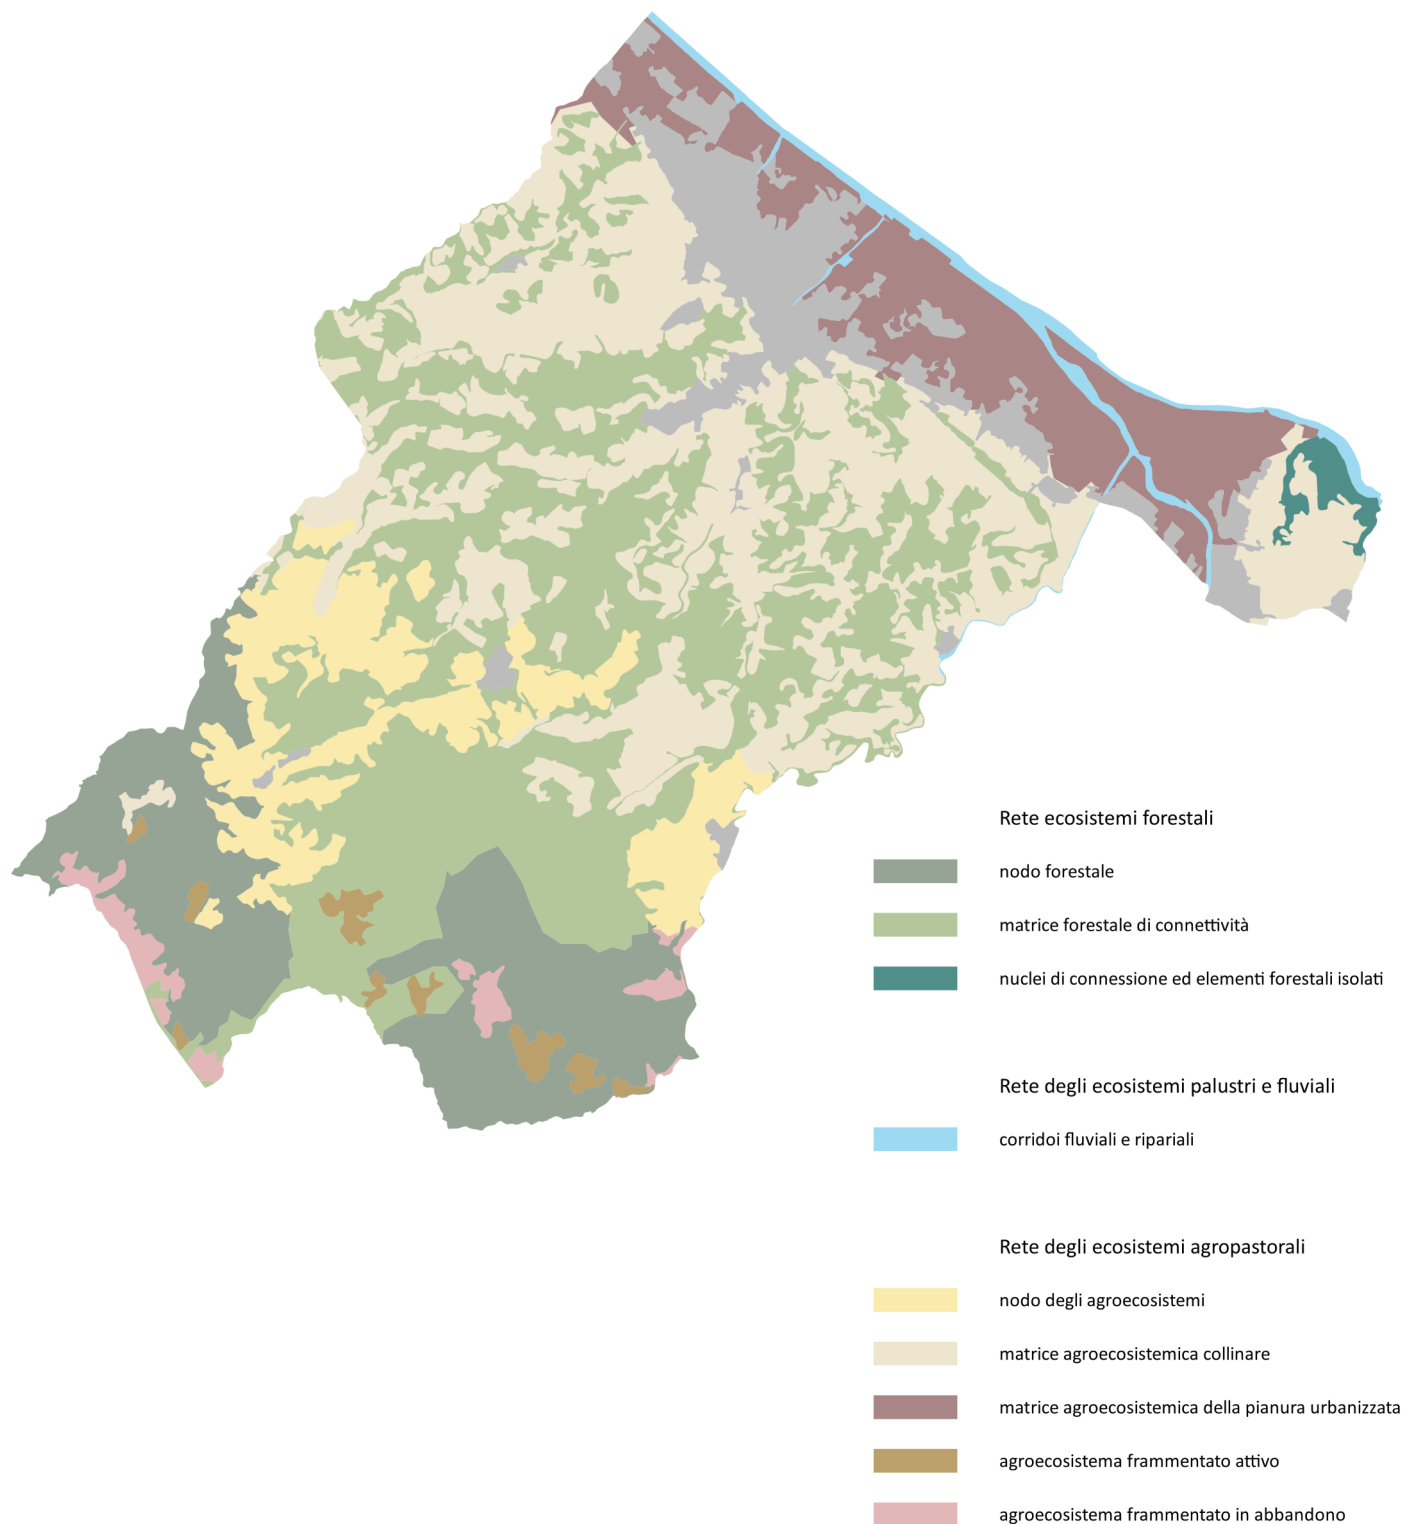 Rete ecosistemi forestali
nodo forestale
matrice forestale di connettività
nuclei di connessione ed elementi forestali isolati
Rete degli ecosistemi palustri e fluviali
corridoi fluviali e ripariali
Rete degli ecosistemi agropastorali
nodo degli agroecosistemi
matrice agroecosistemica collinare
matrice agroecosistemica della pianura urbanizzata
agroecosistema frammentato attivo
agroecosistema frammentato in abbandono